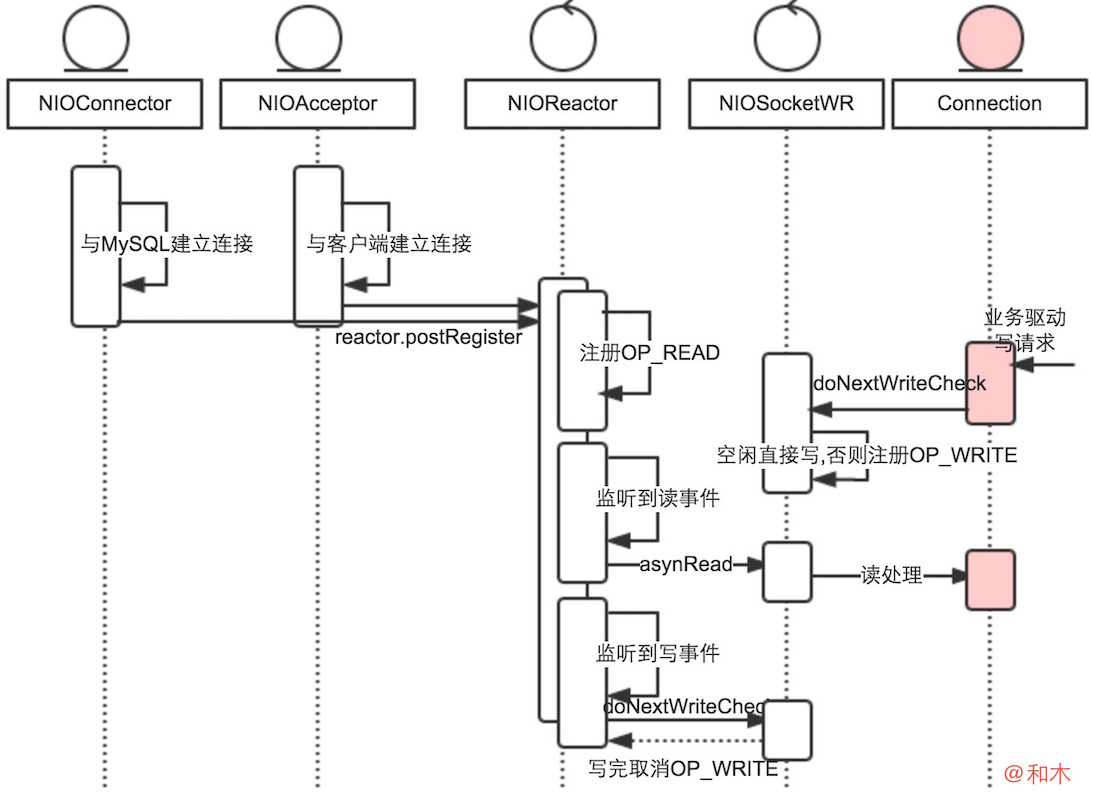 NIOConnector
NIOAcceptor
NIOReactor
NIOSocketWR
Connection
与MySQL建立连接
与客户端建立连接
reactor.postRegister
注册OP_READ
业务驱动
写请求
doNextWriteCheck
空闲直接写,否则注册OP_WRITE
监听到读事件
asynRead
读处理
监听到写事件
doNextWriteChec
写完取消OP_WRITE
@和木